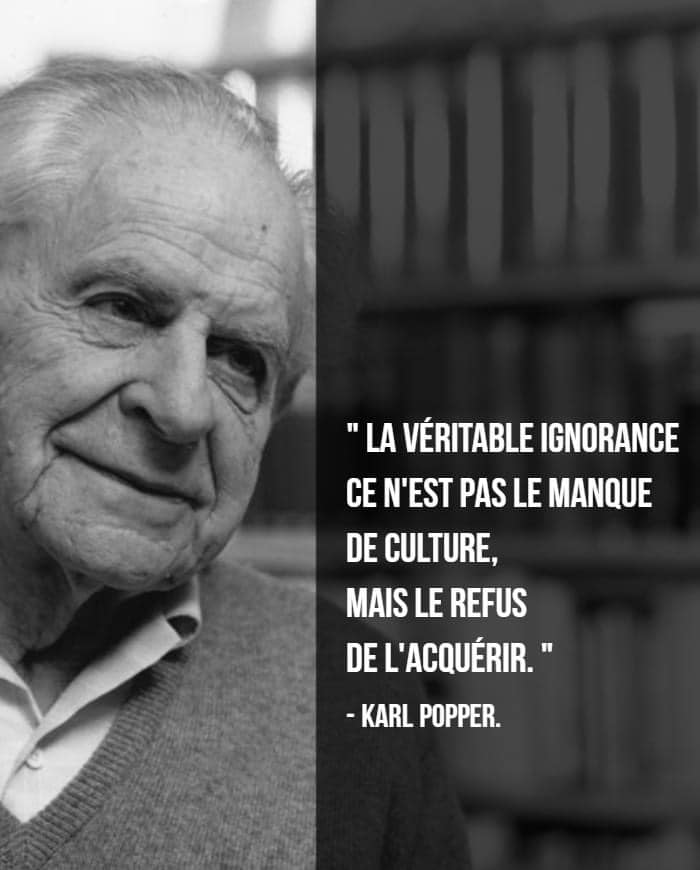 " LA VÉRITABLE IGNORANCE
CE N'EST PAS LE MANQUE
DE CULTURE,
MAIS LE REFUS
DE L'ACQUÉRIR. "
- KARL POPPER.